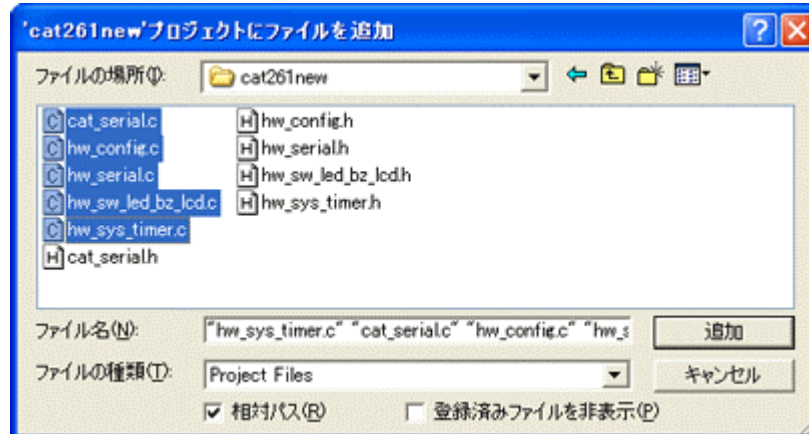 'cat261new'プロジェクトにファイルを追加
ファイルの場所(I):
cat261new
cat_serial.c
hw_config.c
hw_serial.c
hw_sw_led_bz_lcd.c
hw_sys_timer.c
cat_serial.h
hw_config.h
hw_serial.h
hw_sw_led_bz_lcd.h
hw_sys_timer.h
ファイル名(N): "hw_sys_timer.c" "cat_serial.c" "hw_config.c" "hw_s
追加
ファイルの種類(T): Project Files
キャンセル
相対パス(R) 登録済みファイルを非表示(P)